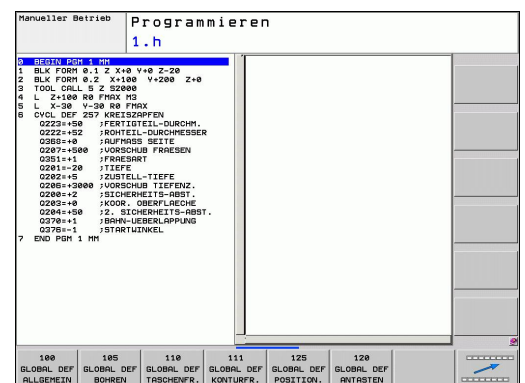 Manueller Betrieb
Programmieren
1.h
0 BEGIN PGM 1 MM
1 BLK FORM 0.1 Z X+0 Y+0 Z-20
2 BLK FORM 0.2 X+100 Y+200 Z+0
3 TOOL CALL 5 Z S2000
4 L Z+100 R0 FMAX M3
5 L X-30 Y-30 R0 FMAX
6 CYCL DEF 257 KREISZAPFEN
Q223=+50 ;FERTIGTEIL-DURCHM.
Q222=+52 ;ROHTEIL-DURCHMESSER
Q368=+0 ;AUFMASS SEITE
Q207=+500 ;VORSCHUB FRAESEN
Q351=+1 ;FRAESART
Q201=-20 ;TIEFE
Q202=+5 ;ZUSTELL-TIEFE
Q206=+3000 ;VORSCHUB TIEFENZ.
Q200=+2 ;SICHERHEITS-ABST.
Q203=+0 ;KOOR. OBERFLAECHE
Q204=+50 ;2. SICHERHEITS-ABST.
Q370=+1 ;BAHN-UEBERLAPPUNG
Q376=-1 ;STARTWINKEL
7 END PGM 1 MM
100 GLOBAL DEF ALLGEMEIN
105 GLOBAL DEF BOHREN
110 GLOBAL DEF TASCHENFR.
111 GLOBAL DEF KONTURFR.
125 GLOBAL DEF POSITION.
120 GLOBAL DEF ANTASTEN